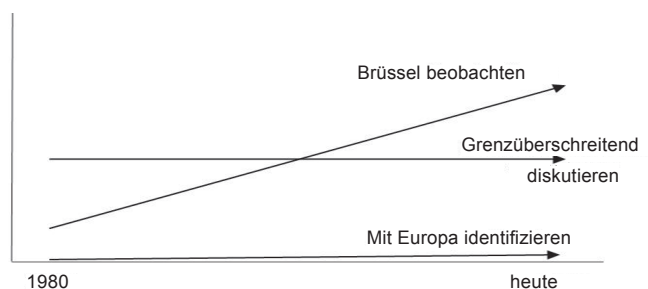 Brüssel beobachten
Grenzüberschreitend
diskutieren
Mit Europa identifizieren
1980
heute